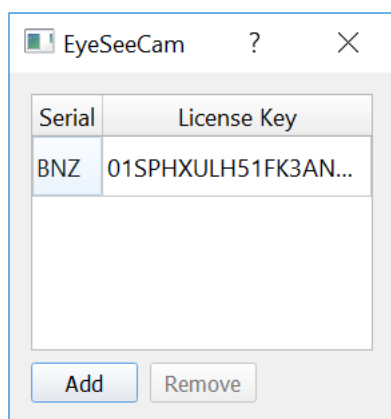 EyeSeeCam ?
Serial License Key
BNZ 01SPHXULH51FK3AN...
Add Remove